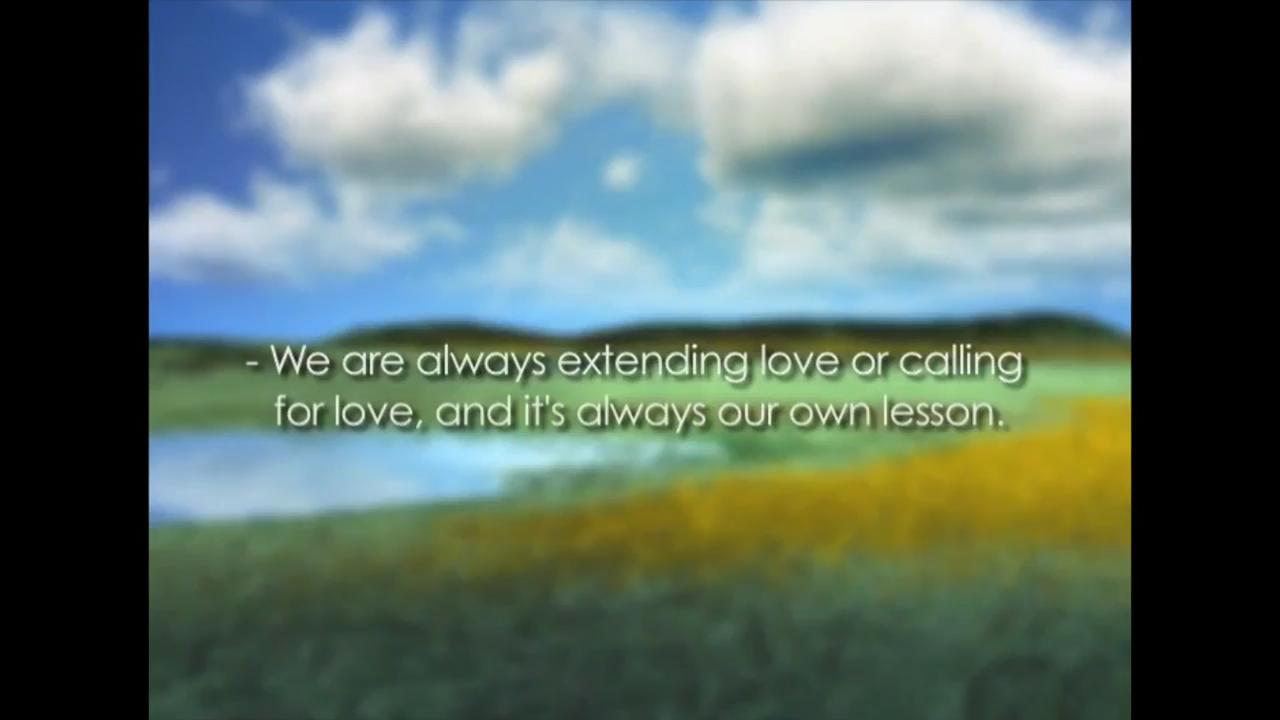 - We are always extending love or calling
for love, and it's always our own lesson.